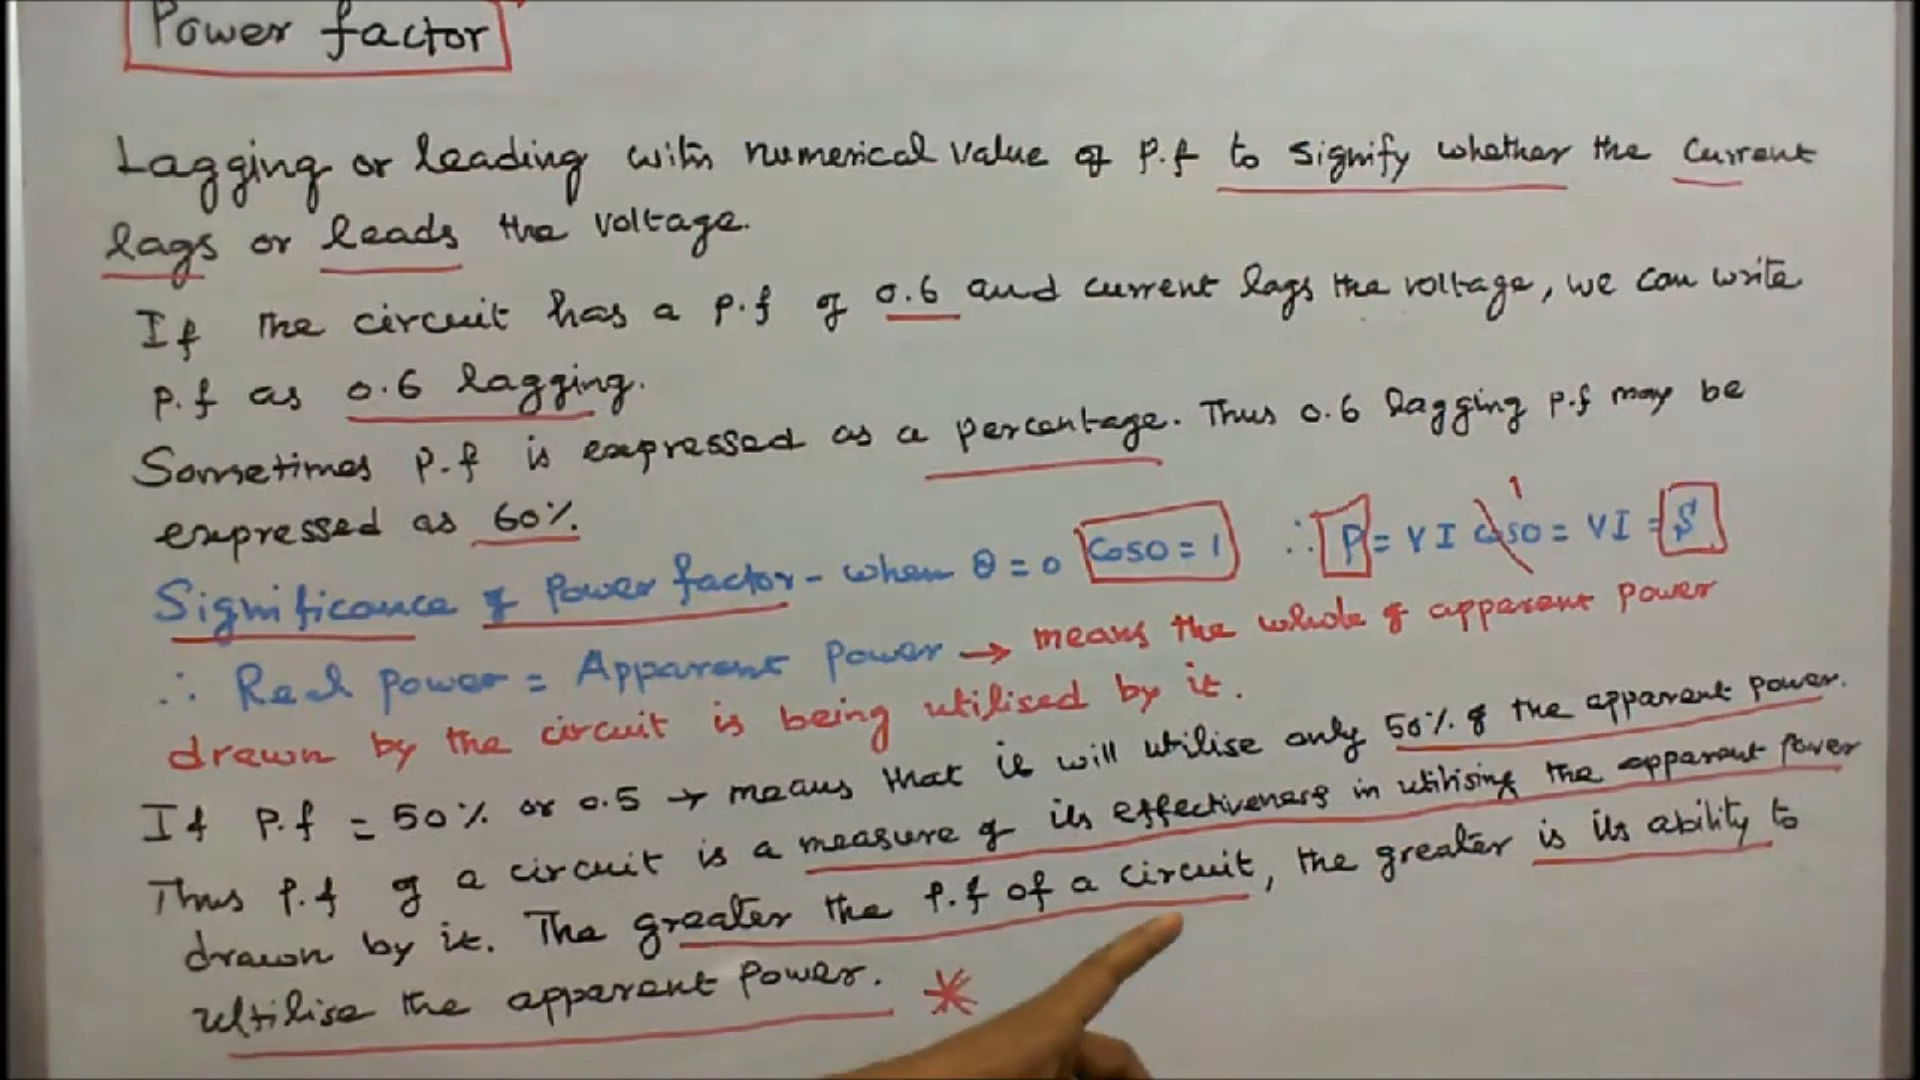 Power factor
Lagging or leading with numerical value of P.f to signify whether the current
lags or leads the voltage.
If the circuit has a p.f of 0.6 and current lags the voltage, we can write
p.f as 0.6 lagging.
Sometimes P.f is expressed as a percentage. Thus 0.6 lagging p.f may be
expressed as 60%.
Significance of Power factor - when θ = 0 Cos0 = 1 ∴ P = VI cos0 = VI = S
1
∴ Real power = Apparent Power → means the whole of apparent power
drawn by the circuit is being utilised by it.
If P.f = 50% or 0.5 → means that it will utilise only 50% of the apparent power.
Thus P.f of a circuit is a measure of its effectiveness in utilising the apparent Power
drawn by it. The greater the P.f of a circuit, the greater is its ability to
Utilise the apparent Power. *